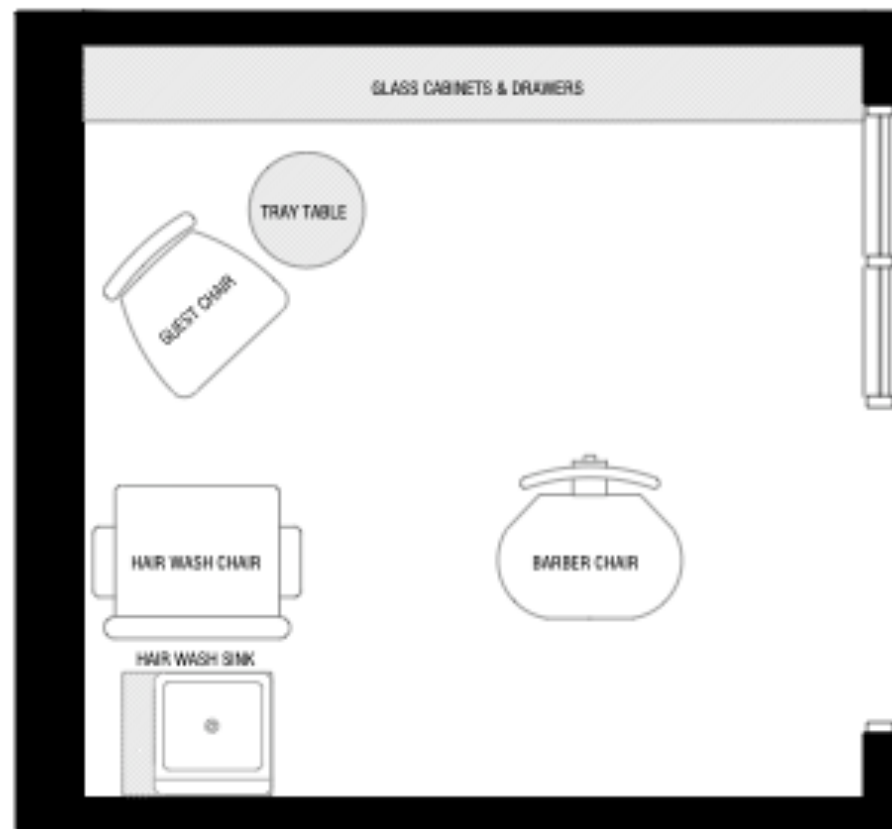 GLASS CABINETS & DRAWERS
TRAY TABLE
GUEST CHAIR
HAIR WASH CHAIR
BARBER CHAIR
HAIR WASH SINK